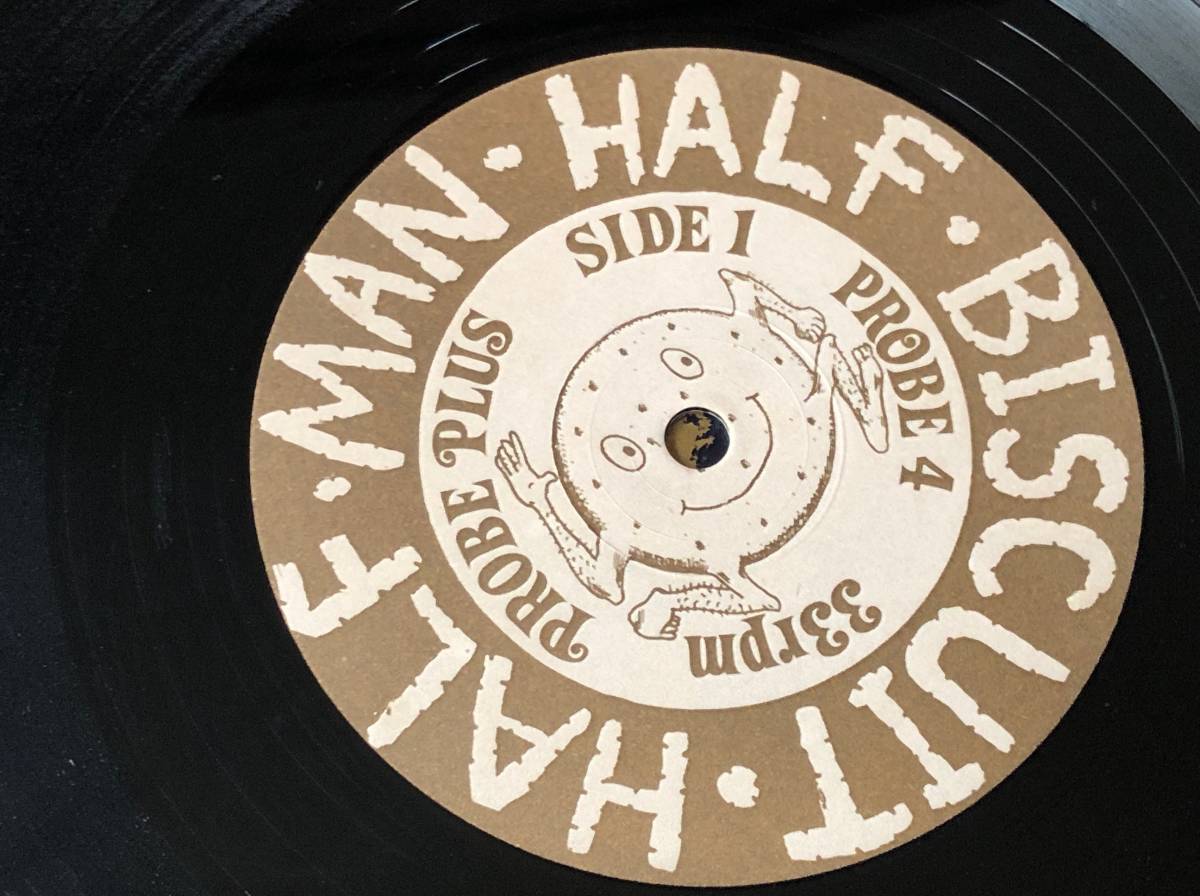 HALF · MAN · HALF · BISCUIT ·
SIDE 1
PROBE PLUS
PROBE 4
33rpm